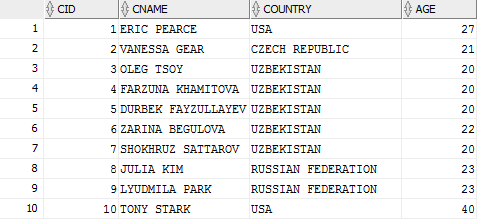 CID CNAME COUNTRY AGE
1 1 ERIC PEARCE USA 27
2 2 VANESSA GEAR CZECH REPUBLIC 21
3 3 OLEG TSOY UZBEKISTAN 20
4 4 FARZUNA KHAMITOVA UZBEKISTAN 20
5 5 DURBEK FAYZULLAYEV UZBEKISTAN 20
6 6 ZARINA BEGULOVA UZBEKISTAN 22
7 7 SHOKHRUZ SATTAROV UZBEKISTAN 20
8 8 JULIA KIM RUSSIAN FEDERATION 23
9 9 LYUDMILA PARK RUSSIAN FEDERATION 23
10 10 TONY STARK USA 40